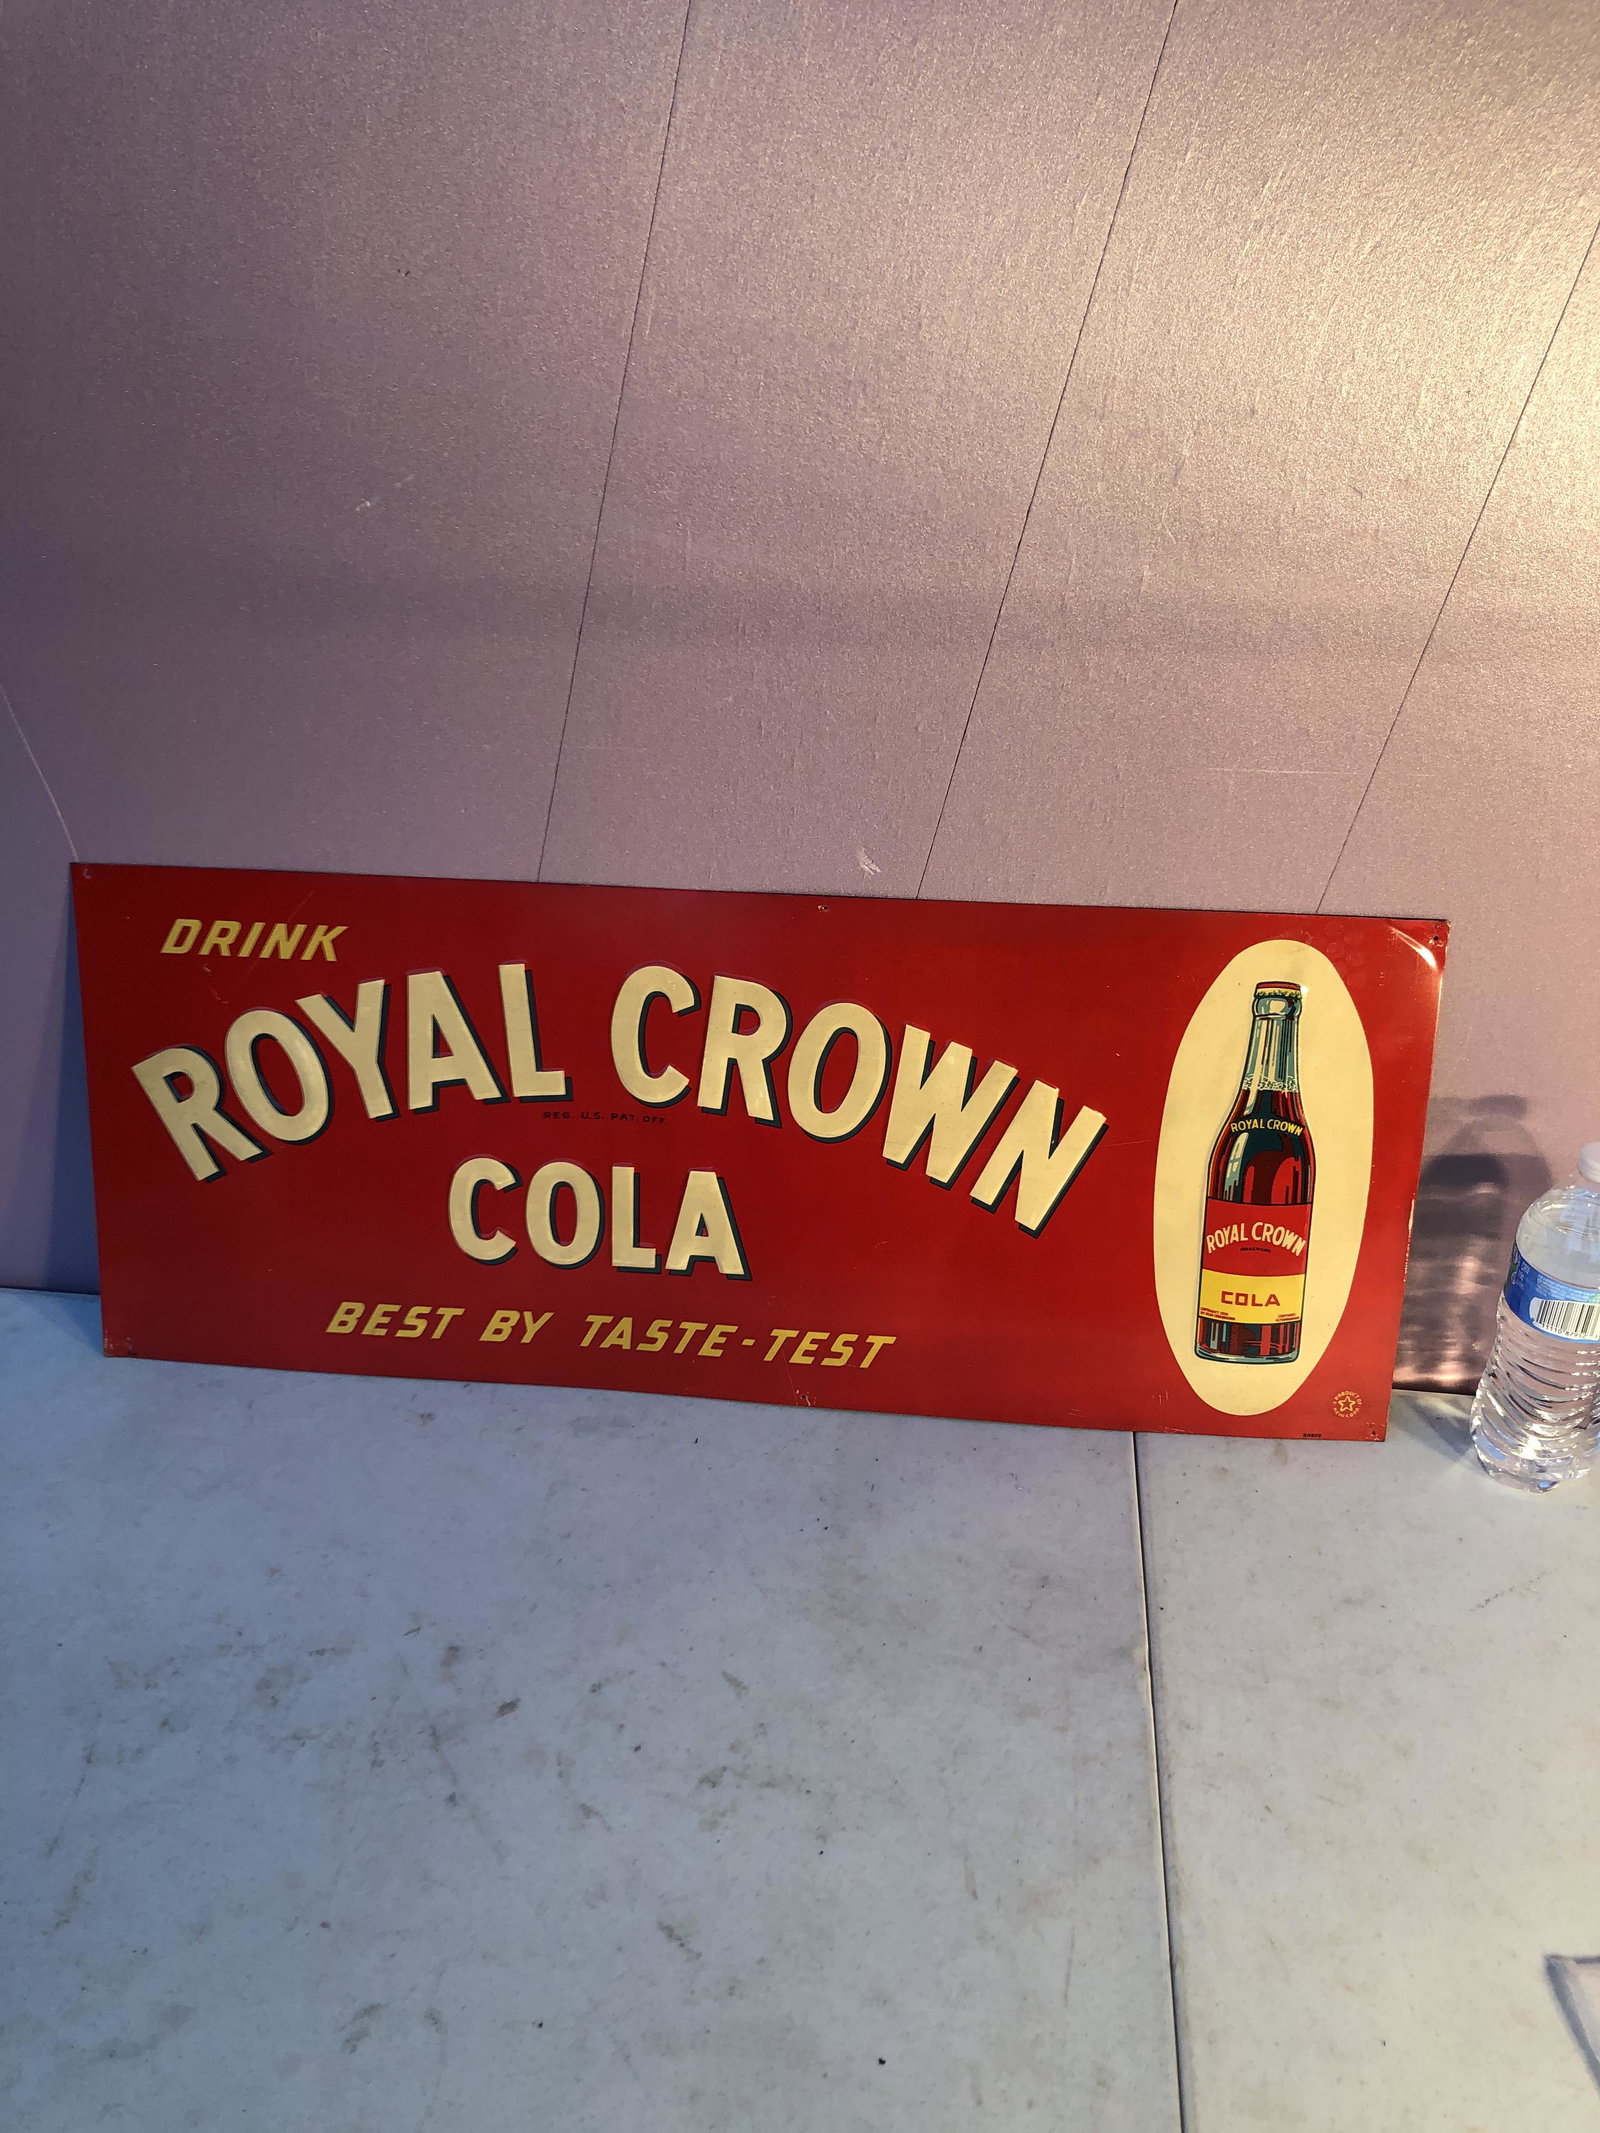 DRINK
ROYAL CROWN
REG. U.S. PAT. OFF.
COLA
BEST BY TASTE-TEST
ROYAL CROWN
ROYAL CROWN
COLA